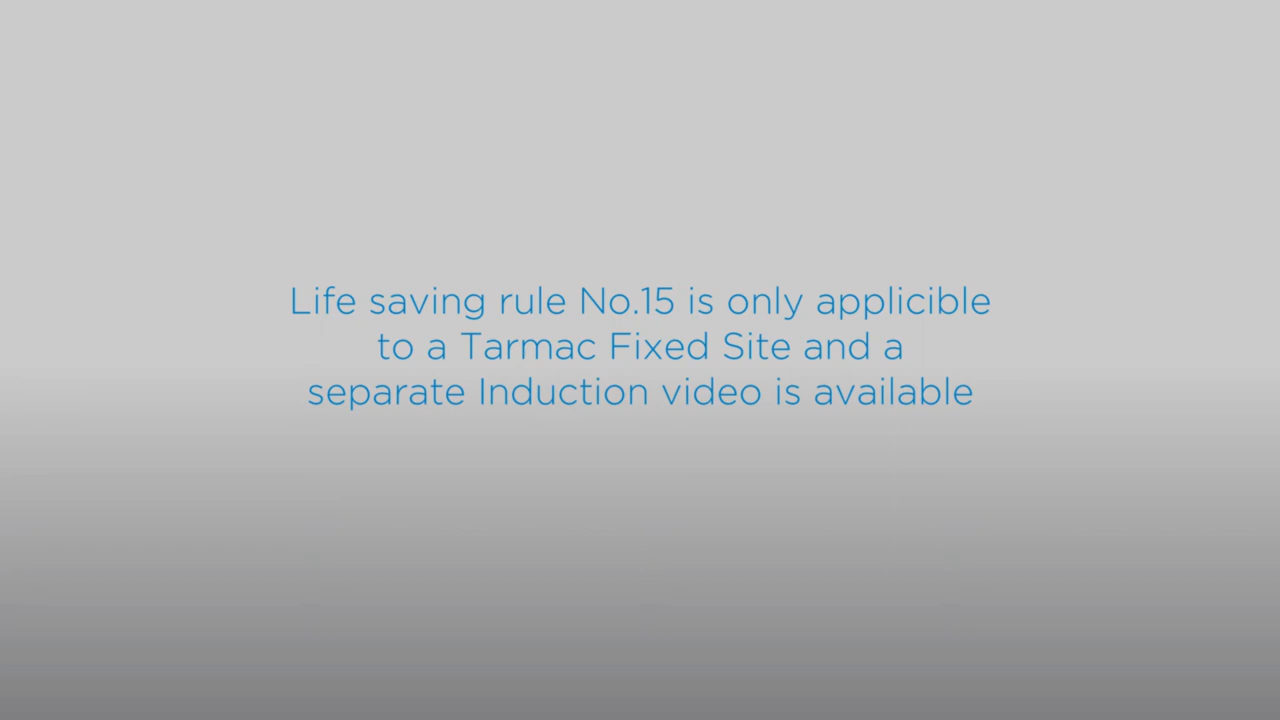 Life saving rule No.15 is only applicible
to a Tarmac Fixed Site and a
separate Induction video is available